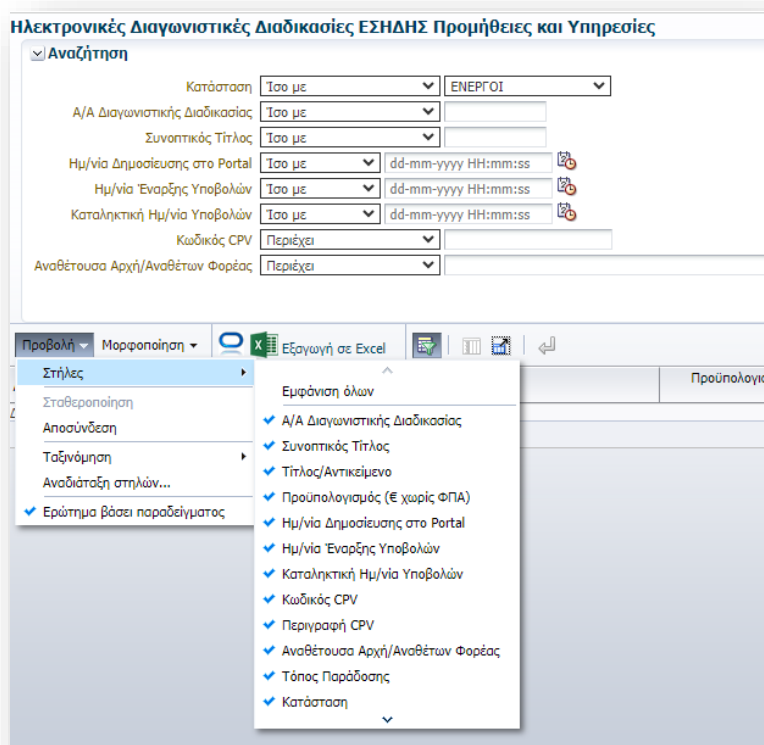 Ηλεκτρονικές Διαγωνιστικές Διαδικασίες ΕΣΗΔΗΣ Προμήθειες και Υπηρεσίες
Αναζήτηση
Κατάσταση Ίσο με ΕΝΕΡΓΟΙ
Α/Α Διαγωνιστικής Διαδικασίας Ίσο με
Συνοπτικός Τίτλος Ίσο με
Ημ/νία Δημοσίευσης στο Portal Ίσο με dd-mm-yyyy HH:mm:ss
Ημ/νία Έναρξης Υποβολών Ίσο με dd-mm-yyyy HH:mm:ss
Καταληκτική Ημ/νία Υποβολών Ίσο με dd-mm-yyyy HH:mm:ss
Κωδικός CPV Περιέχει
Αναθέτουσα Αρχή/Αναθέτων Φορέας Περιέχει
Προβολή Μορφοποίηση Εξαγωγή σε Excel
Προϋπολογισ
Στήλες
Σταθεροποίηση
Αποσύνδεση
Ταξινόμηση
Αναδιάταξη στηλών...
Ερώτημα βάσει παραδείγματος
Εμφάνιση όλων
Α/Α Διαγωνιστικής Διαδικασίας
Συνοπτικός Τίτλος
Τίτλος/Αντικείμενο
Προϋπολογισμός (€ χωρίς ΦΠΑ)
Ημ/νία Δημοσίευσης στο Portal
Ημ/νία Έναρξης Υποβολών
Καταληκτική Ημ/νία Υποβολών
Κωδικός CPV
Περιγραφή CPV
Αναθέτουσα Αρχή/Αναθέτων Φορέας
Τόπος Παράδοσης
Κατάσταση